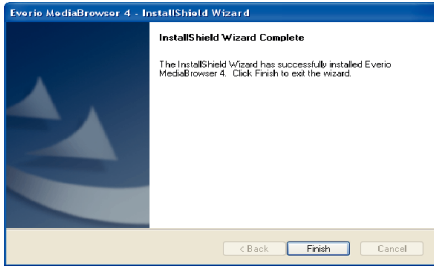 Everio MediaBrowser 4 - InstallShield Wizard
InstallShield Wizard Complete
The InstallShield Wizard has successfully installed Everio
MediaBrowser 4. Click Finish to exit the wizard.
< Back
Finish
Cancel